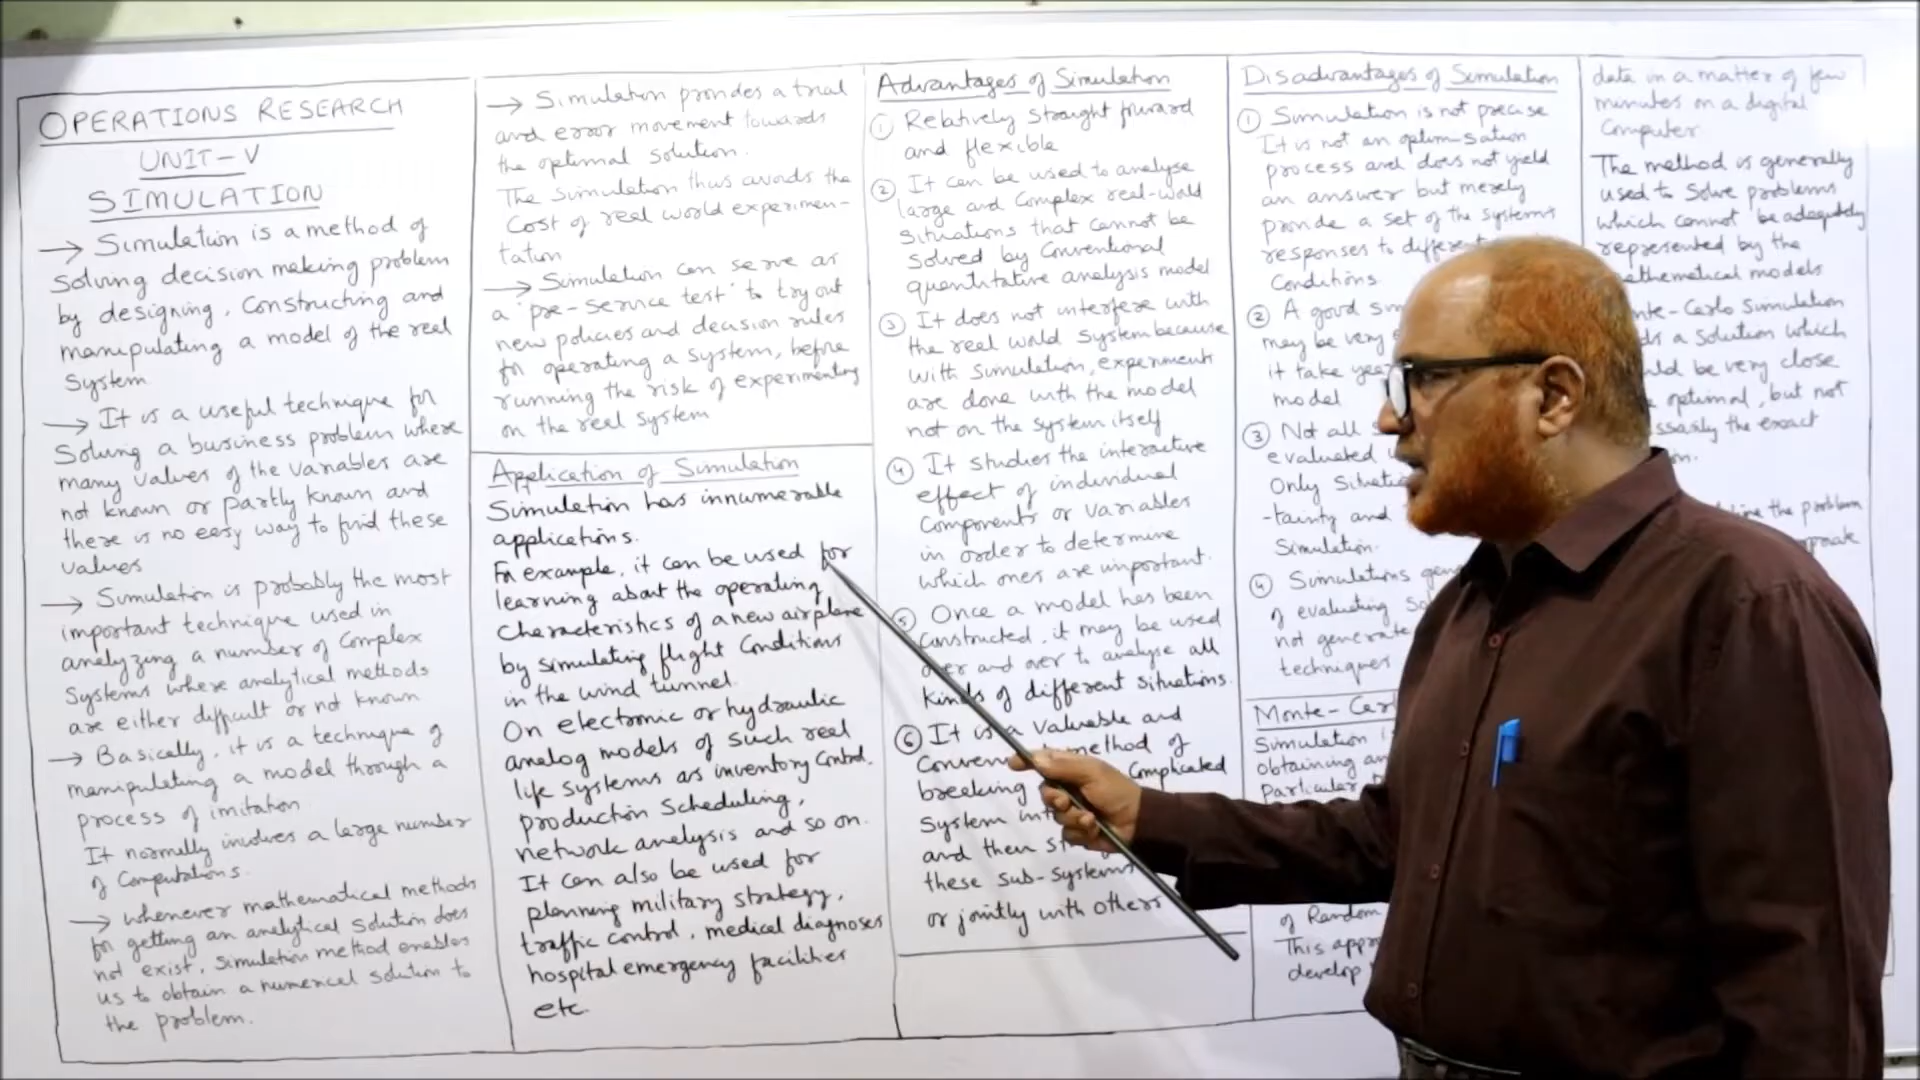 OPERATIONS RESEARCH
UNIT-V
SIMULATION
→ Simulation is a method of
Solving decision making problem
by designing, Constructing and
manipulating a model of the real
System
→ It is a useful technique for
Solving a business problem where
many values of the variables are
not known or partly known and
there is no easy way to find these
values
→ Simulation is probably the most
important technique used in
analyzing a number of Complex
Systems where analytical methods
are either difficult or not known
→ Basically, it is a technique of
manipulating a model through a
process of imitation
It normally involves a large number
of Computations.
→ whenever mathematical methods
for getting an analytical solution does
not exist, simulation method enables
us to obtain a numerical solution to
the problem.
→ Simulation provides a trial
and error movement towards
the optimal solution.
The simulation thus avoids the
Cost of real world experimen-
tation
→ Simulation can serve as
a "pre-service test" to try out
new policies and decision rules
for operating a system, before
running the risk of experimenting
on the real system
Application of Simulation
Simulation has innumerable
applications.
For example, it can be used for
learning about the operating
Characteristics of a new airplane
by simulating flight Conditions
in the wind tunnel.
On electronic or hydraulic
analog models of such real
life systems as inventory Control,
production Scheduling,
network analysis and so on.
It can also be used for
planning military strategy,
traffic control, medical diagnoses
hospital emergency facilities
etc.
Advantages of Simulation
① Relatively straight forward
and flexible
② It can be used to analyse
large and Complex real-world
situations that cannot be
solved by Conventional
quantitative analysis model
③ It does not interfere with
the real world system because
with simulation, experiments
are done with the model
not on the system itself
④ It studies the interactive
effect of individual
Components or variables
in order to determine
which ones are important.
⑤ Once a model has been
Constructed, it may be used
over and over to analyse all
Kinds of different situations.
⑥ It is a valuable and
method of
breaking Complicated
System
and then
these sub-systems
or jointly with others
Disadvantages of Simulation
① Simulation is not precise
It is not an optimisation
process and does not yield
an answer but merely
provide a set of the system's
responses to different
Conditions.
② A good
may be very
it take
model
③ Not all
evaluated
Only
-tainty and
Simulation.
④ Simulations
of evaluating
not generate
techniques
Monte-
Simulation
obtaining
Particular
of Random
This
develop
data in a matter of few
minutes on a digital
Computer
The method is generally
used to solve problems
which cannot be adequately
represented by the
models
Simulation
a solution which
be very close
optimal, but not
the exact
the problem